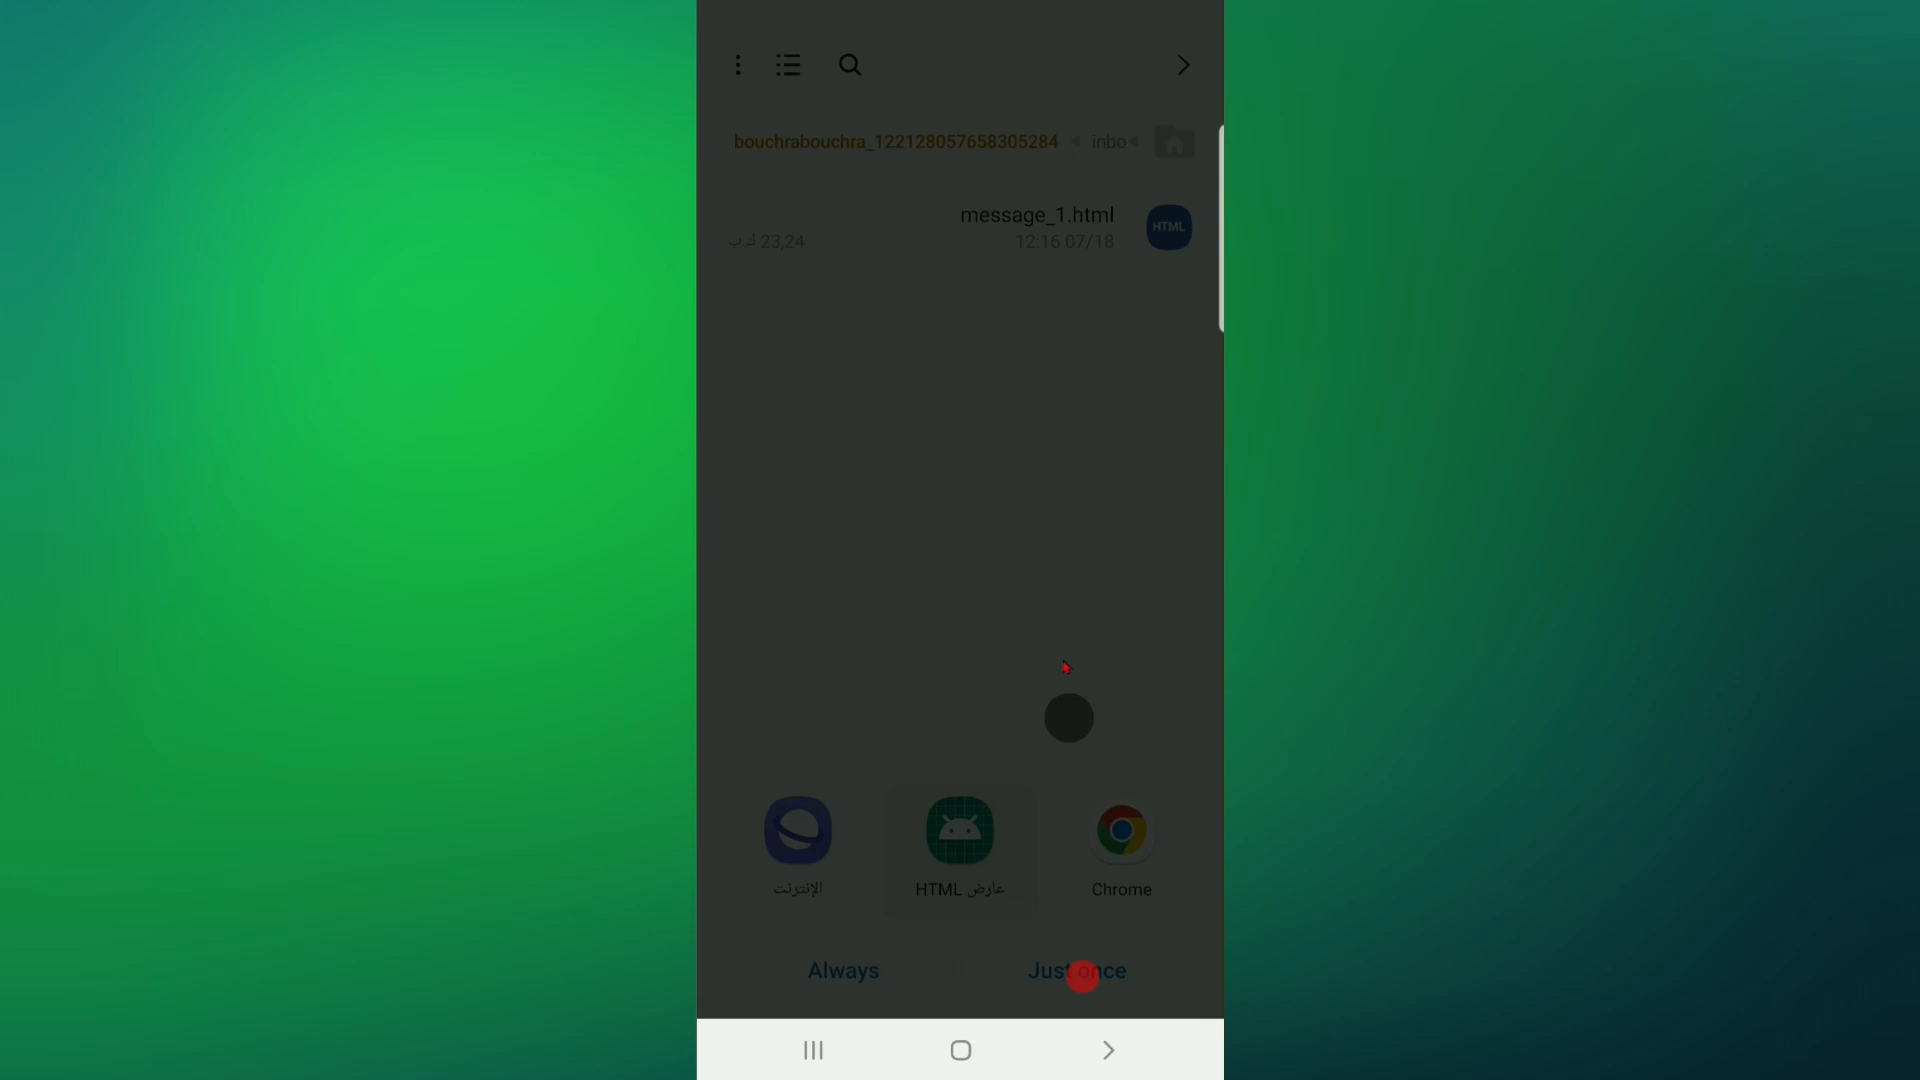 bouchrabouchra_122128057658305284 inbo
message_1.html
HTML
12:16 07/18
23,24 ك.ب
Chrome
عارض HTML
الإنترنت
Always
Just once